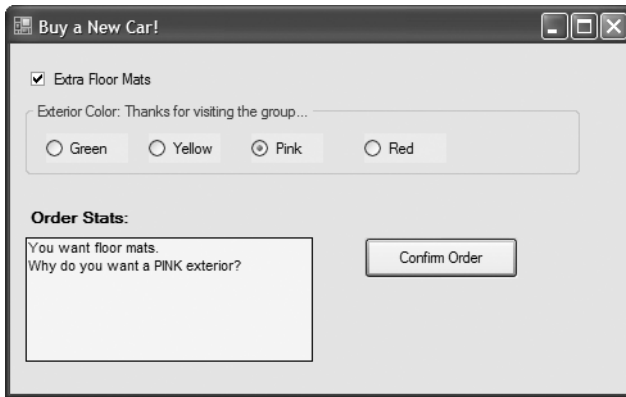 Buy a New Car!
Extra Floor Mats
Exterior Color: Thanks for visiting the group...
Green Yellow Pink Red
Order Stats:
You want floor mats.
Why do you want a PINK exterior?
Confirm Order